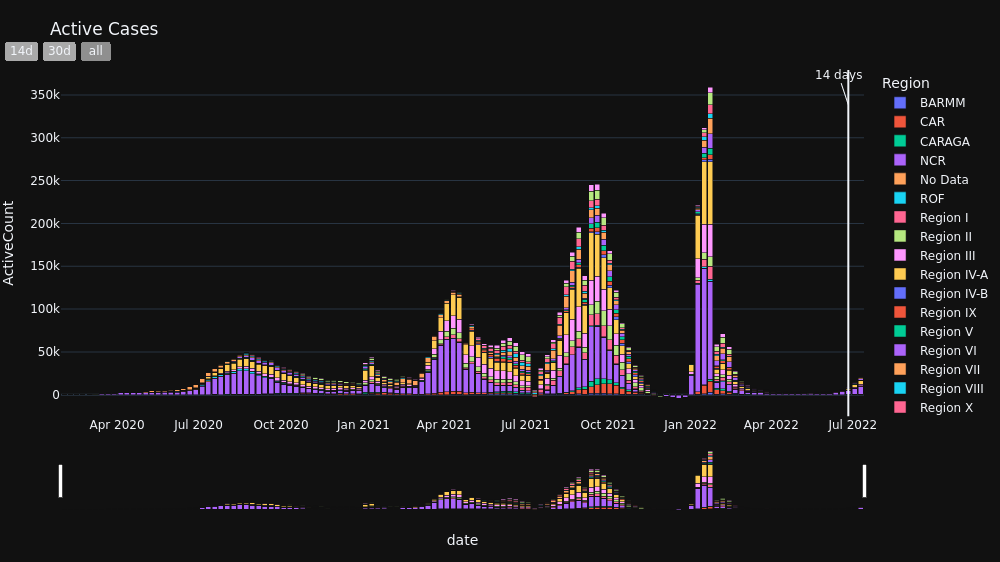 Active Cases
14d 30d all
14 days
Region
BARMM
CAR
CARAGA
NCR
No Data
ROF
Region I
Region II
Region III
Region IV-A
Region IV-B
Region IX
Region V
Region VI
Region VII
Region VIII
Region X
ActiveCount
350k
300k
250k
200k
150k
100k
50k
0
Apr 2020 Jul 2020 Oct 2020 Jan 2021 Apr 2021 Jul 2021 Oct 2021 Jan 2022 Apr 2022 Jul 2022
date